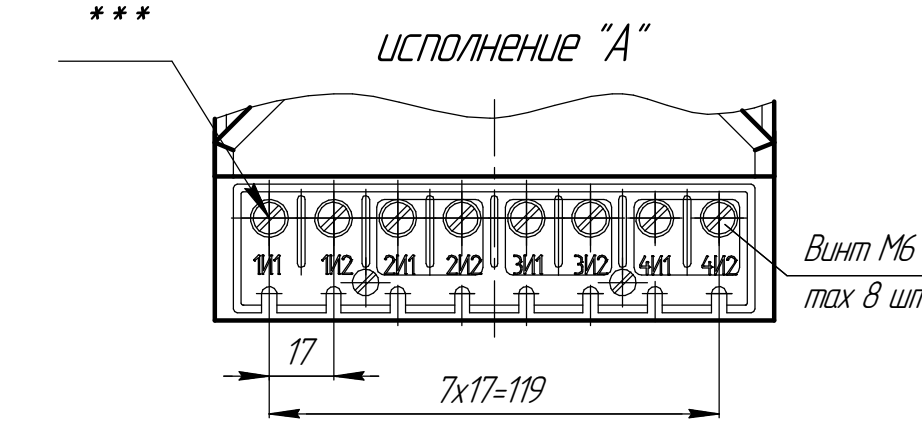 ***
исполнение "А"
1И1 1И2 2И1 2И2 3И1 3И2 4И1 4И2
Винт М6
max 8 шт
17
7x17=119